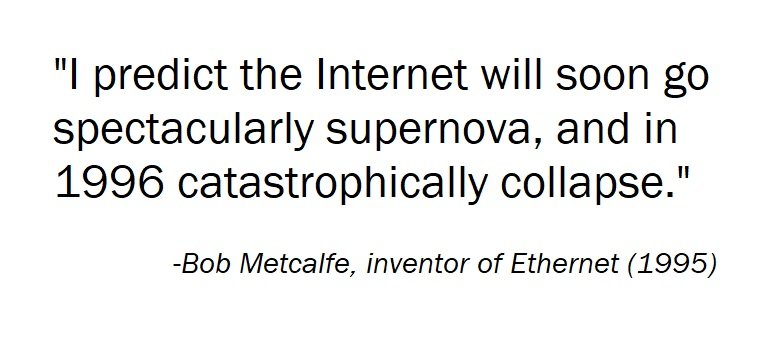 "I predict the Internet will soon go
spectacularly supernova, and in
1996 catastrophically collapse."
-Bob Metcalfe, inventor of Ethernet (1995)